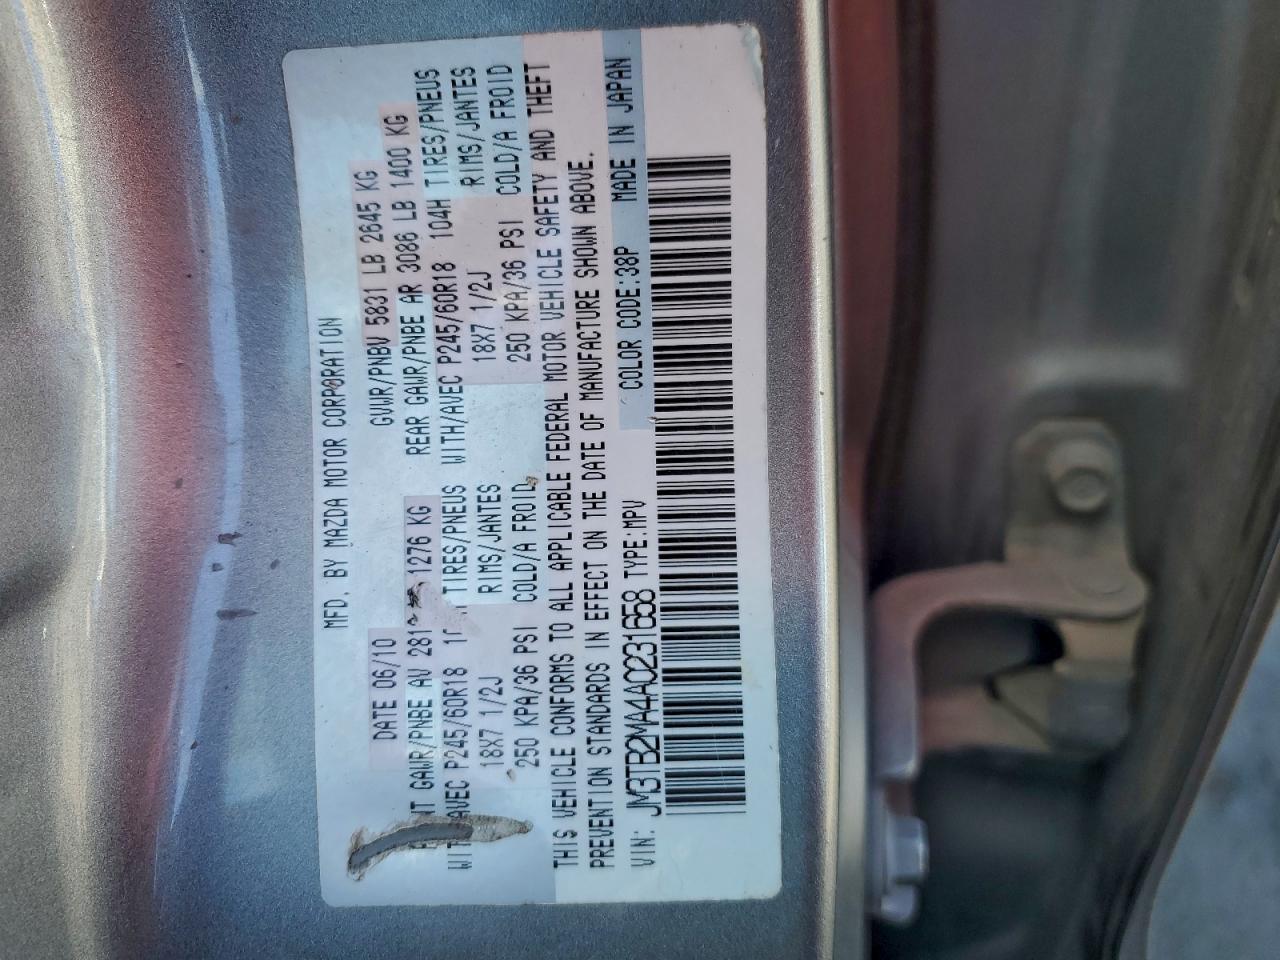 MFD. BY MAZDA MOTOR CORPORATION
DATE 06/10 GVWR/PNBV 5831 LB 2645 KG
GAWR/PNBE AV 1276 KG REAR GAWR/PNBE AR 3086 LB 1400 KG
P245/60R18 TIRES/PNEUS WITH/AVEC P245/60R18 104H TIRES/PNEUS
18X7 1/2J RIMS/JANTES 18X7 1/2J RIMS/JANTES
250 KPA/36 PSI COLD/A FROID 250 KPA/36 PSI COLD/A FROID
THIS VEHICLE CONFORMS TO ALL APPLICABLE FEDERAL MOTOR VEHICLE SAFETY AND THEFT
PREVENTION STANDARDS IN EFFECT ON THE DATE OF MANUFACTURE SHOWN ABOVE.
VIN: JM3TB2MA4A0231658 TYPE:MPV COLOR CODE:38P MADE IN JAPAN